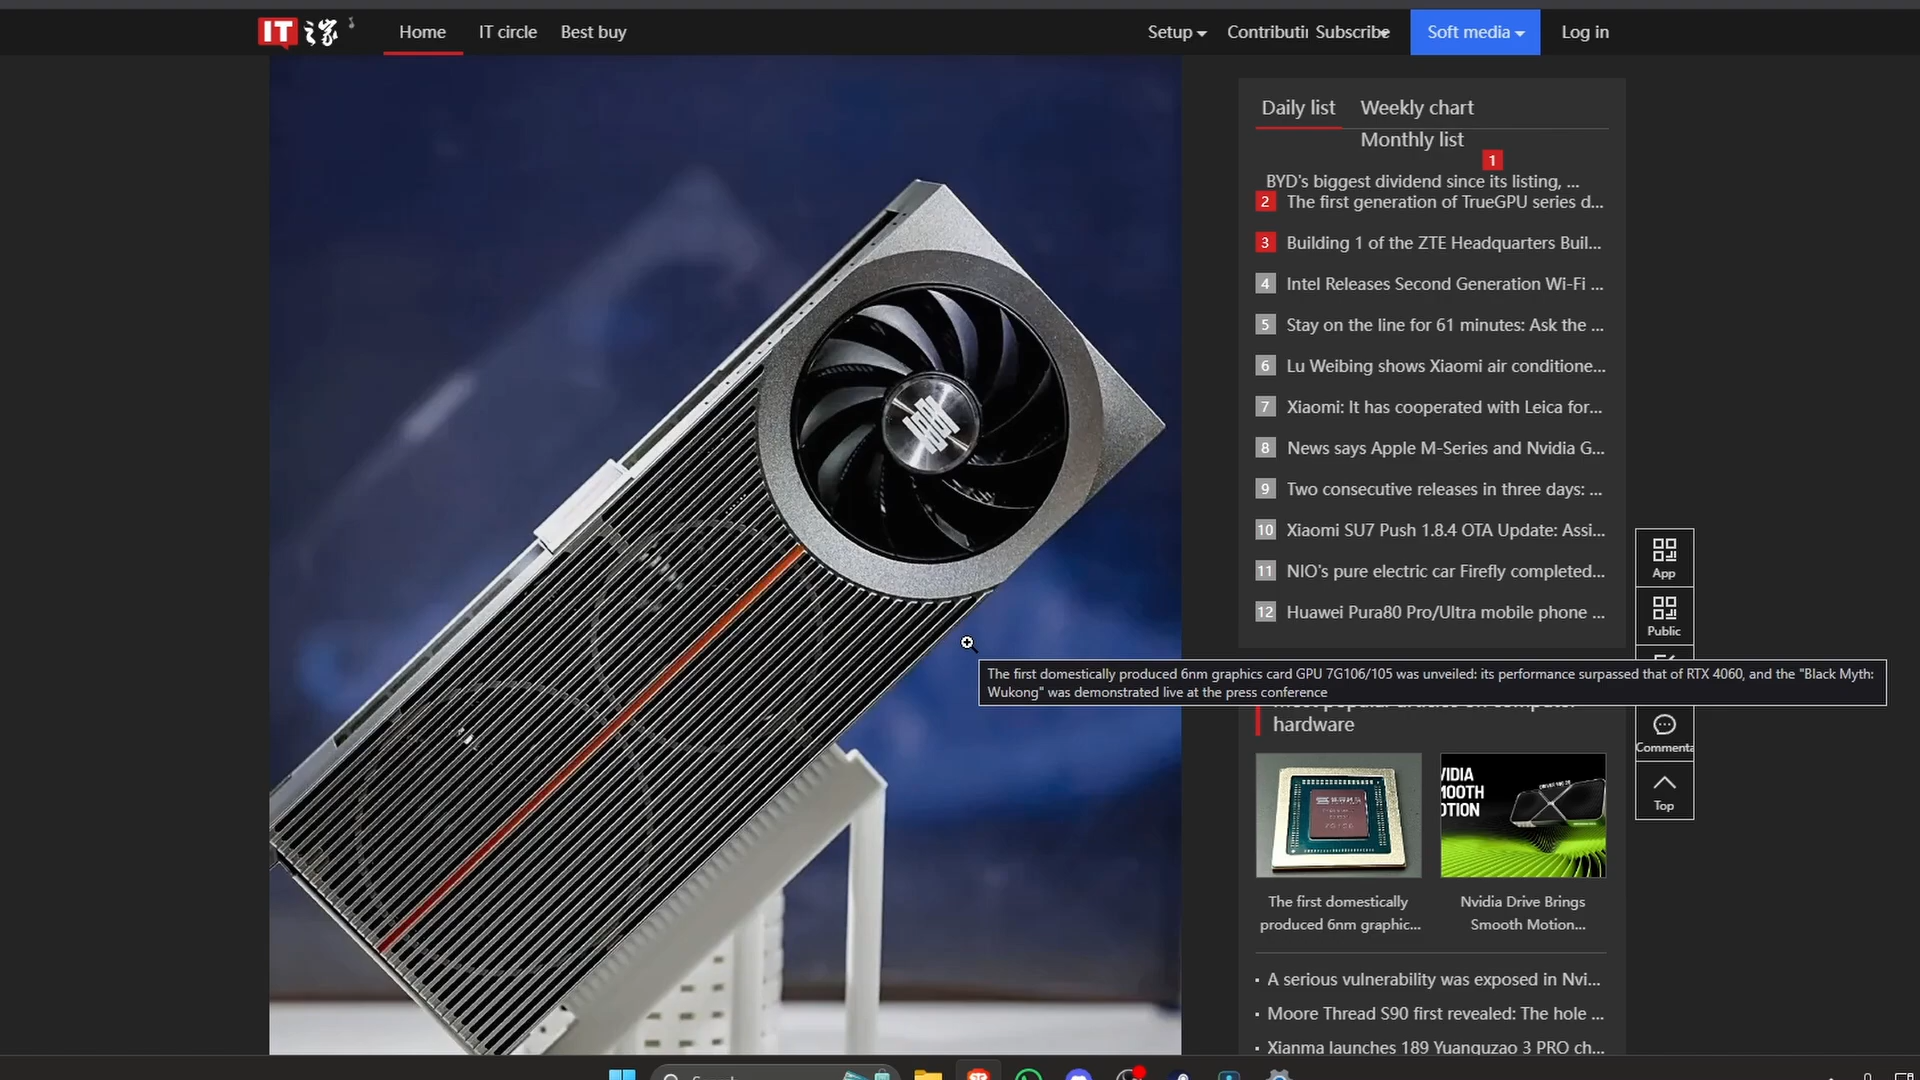 IT之家
Home
IT circle
Best buy
Setup
Contributi
Subscribe
Soft media
Log in
Daily list
Weekly chart
Monthly list
1
BYD's biggest dividend since its listing, ...
2 The first generation of TrueGPU series d...
3 Building 1 of the ZTE Headquarters Buil...
4 Intel Releases Second Generation Wi-Fi ...
5 Stay on the line for 61 minutes: Ask the ...
6 Lu Weibing shows Xiaomi air conditione...
7 Xiaomi: It has cooperated with Leica for...
8 News says Apple M-Series and Nvidia G...
9 Two consecutive releases in three days: ...
10 Xiaomi SU7 Push 1.8.4 OTA Update: Assi...
11 NIO's pure electric car Firefly completed...
12 Huawei Pura80 Pro/Ultra mobile phone ...
App
Public
The first domestically produced 6nm graphics card GPU 7G106/105 was unveiled: its performance surpassed that of RTX 4060, and the "Black Myth:
Wukong" was demonstrated live at the press conference
hardware
Commenta
Top
VIDIA
MOOTH
OTION
The first domestically
produced 6nm graphic...
Nvidia Drive Brings
Smooth Motion...
· A serious vulnerability was exposed in Nvi...
· Moore Thread S90 first revealed: The hole ...
· Xianma launches 189 Yuanguzao 3 PRO ch...